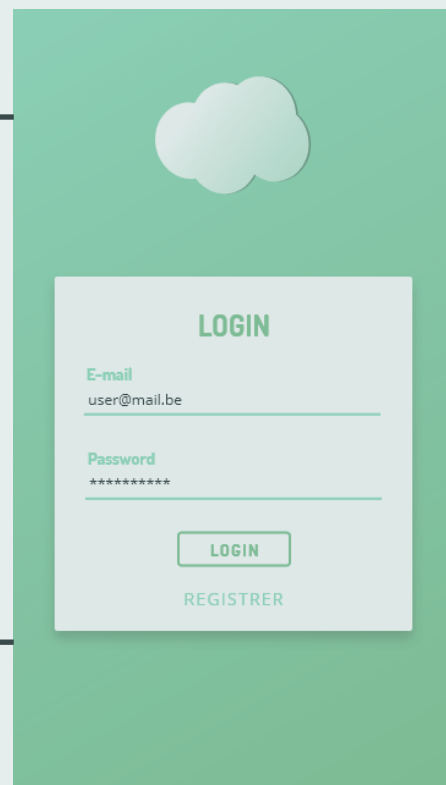 LOGIN
E-mail
user@mail.be
Password
**********
LOGIN
REGISTRER